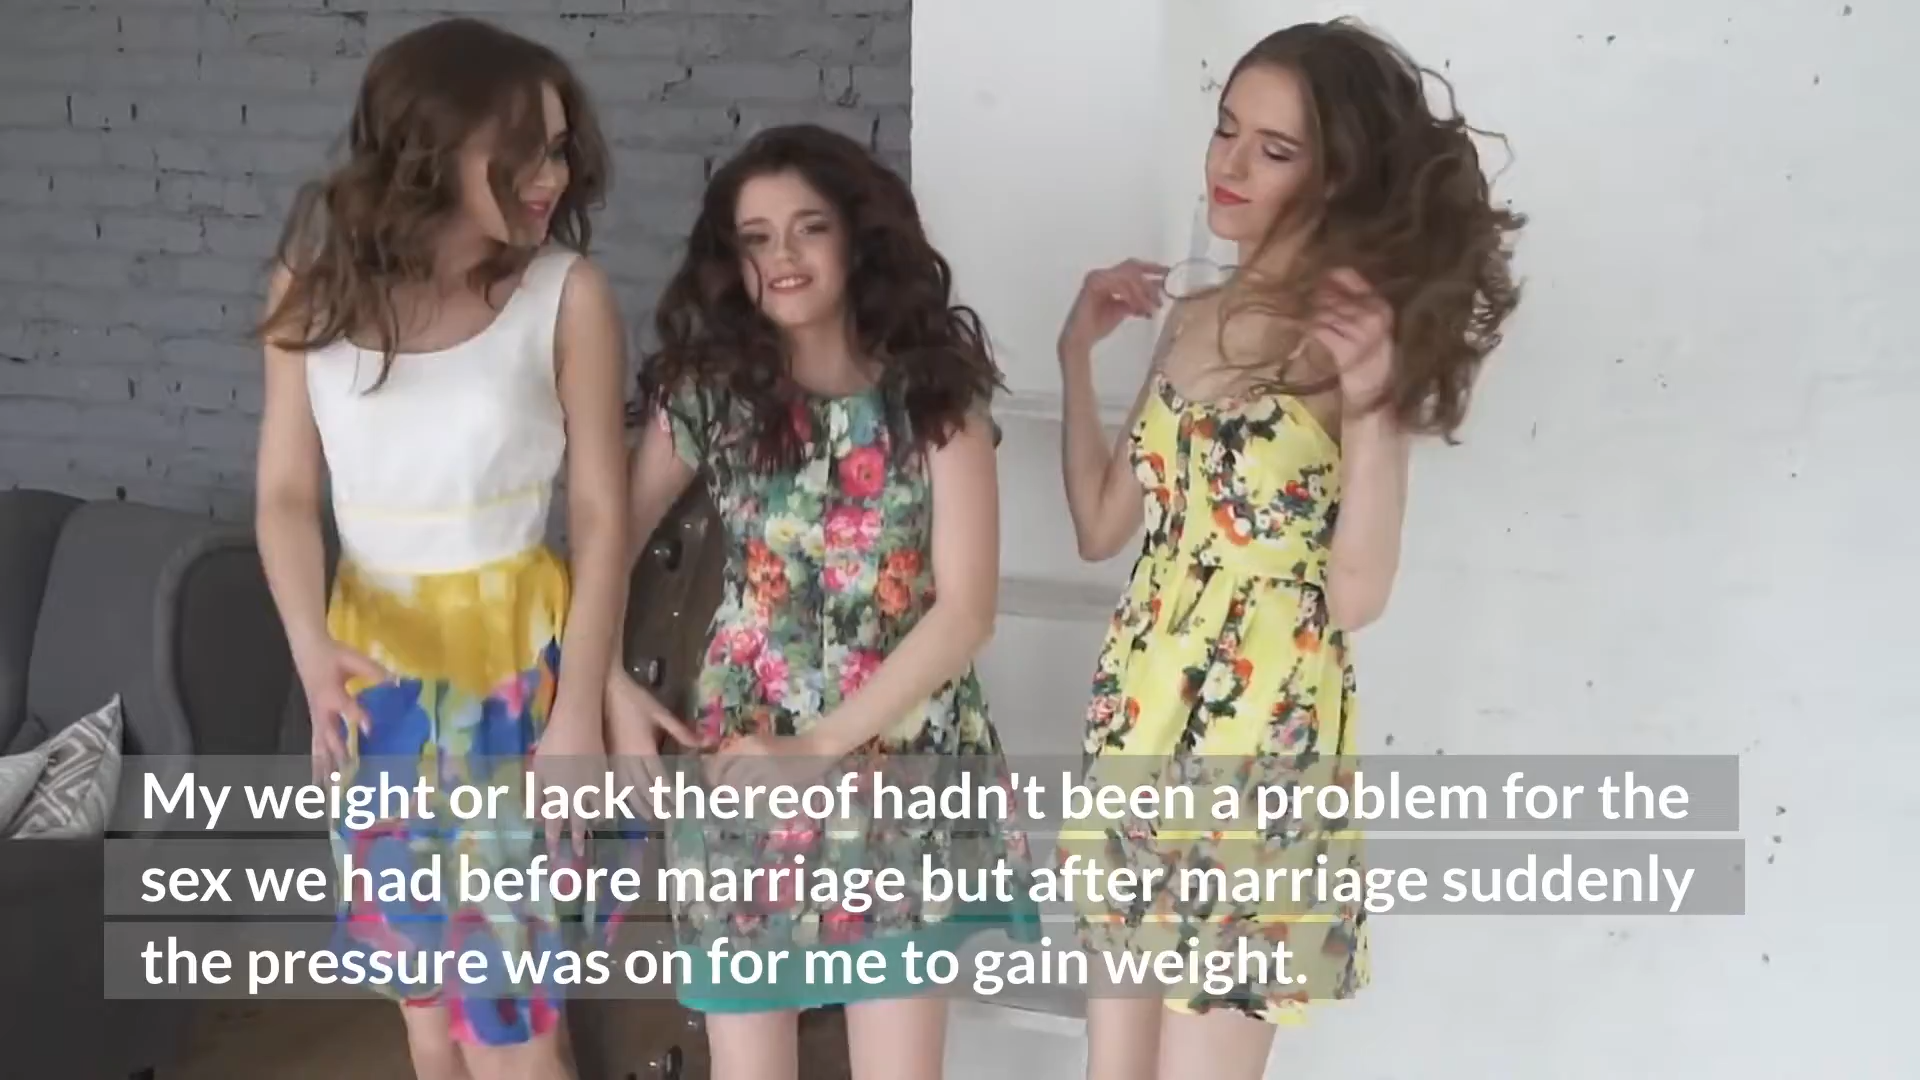 My weight or lack thereof hadn't been a problem for the
sex we had before marriage but after marriage suddenly
the pressure was on for me to gain weight.